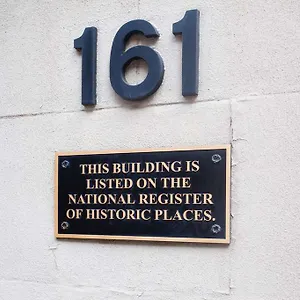 161
THIS BUILDING IS
LISTED ON THE
NATIONAL REGISTER
OF HISTORIC PLACES.